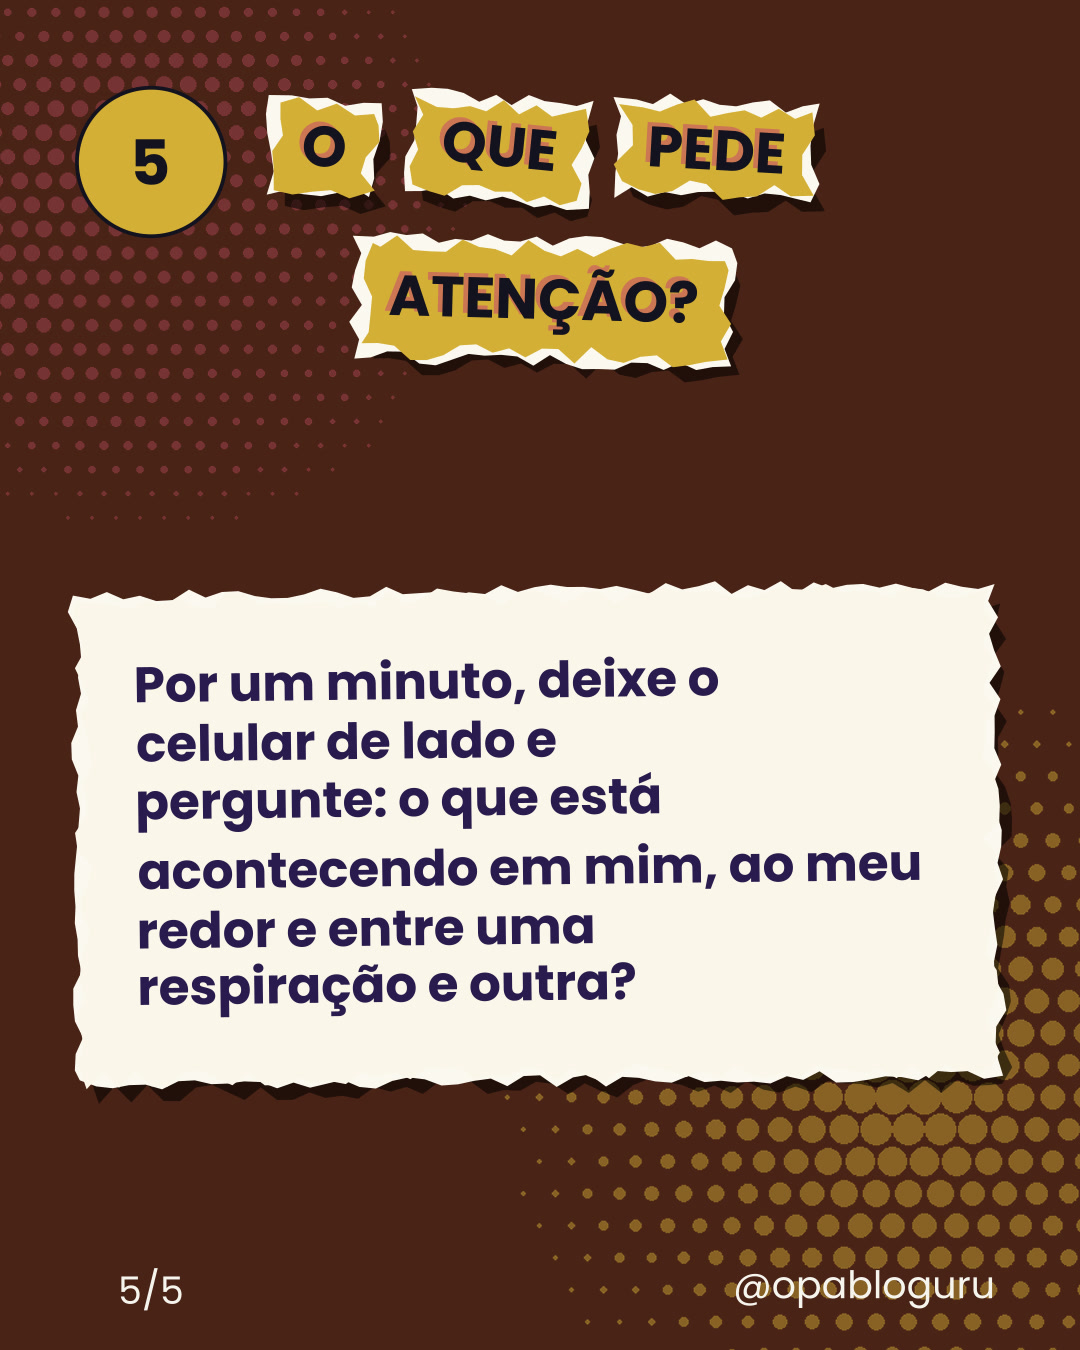 5
O QUE PEDE
ATENÇÃO?
Por um minuto, deixe o
celular de lado e
pergunte: o que está
acontecendo em mim, ao meu
redor e entre uma
respiração e outra?
5/5
@opabloguru